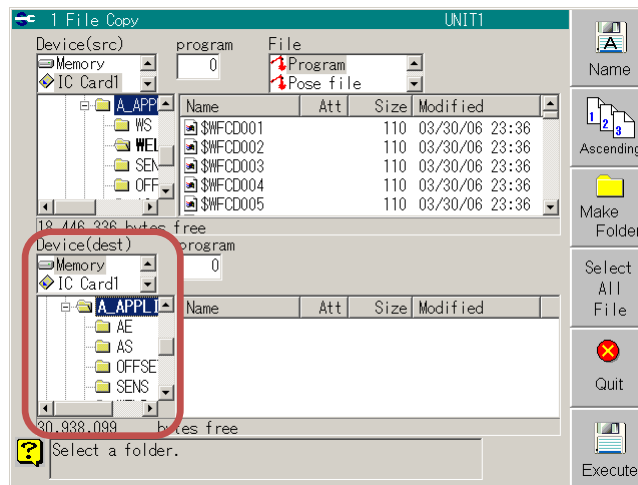 1 File Copy UNIT1
Device(src) program File
Memory 0 Program
IC Card1 Pose file
A_APP Name Att Size Modified
WS $WFCD001 110 03/30/06 23:36
WEL $WFCD002 110 03/30/06 23:36
SEN $WFCD003 110 03/30/06 23:36
OFF $WFCD004 110 03/30/06 23:36
$WFCD005 110 03/30/06 23:36
18,446,336 bytes free
Device(dest) program
Memory 0
IC Card1
A_APPLI Name Att Size Modified
AE
AS
OFFSE
SENS
30,938,099 bytes free
Select a folder.
Name
Ascending
Make
Folder
Select
All
File
Quit
Execute